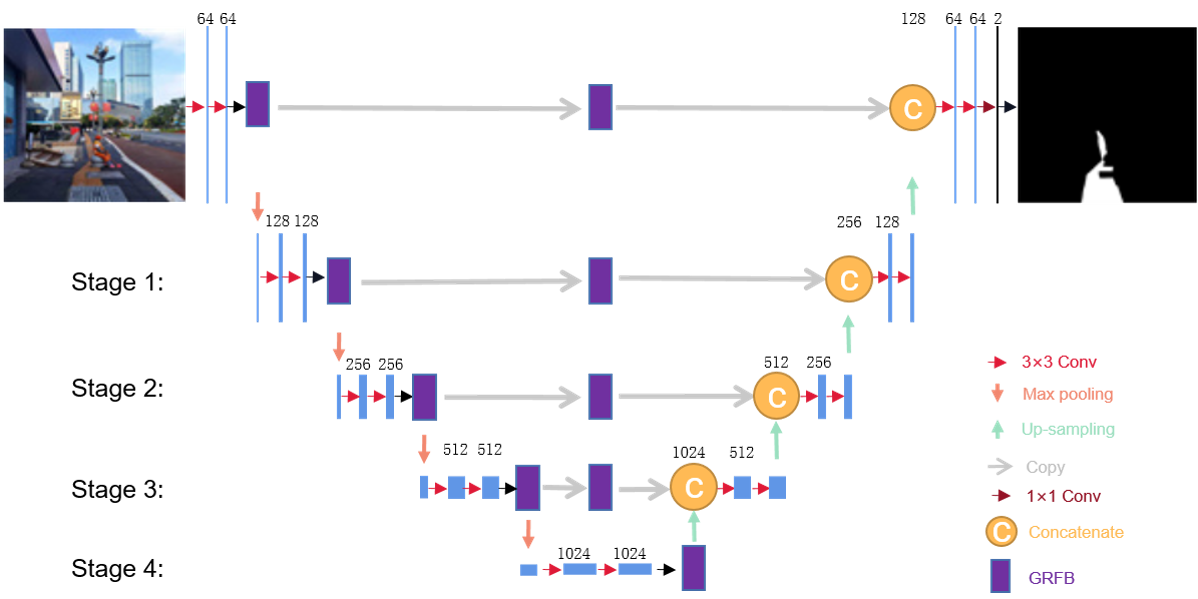 64 64
128
64 64 2
C
128 128
256
128
Stage 1:
C
256 256
512
256
Stage 2:
C
3×3 Conv
Max pooling
Up-sampling
512 512
1024
512
Stage 3:
C
Copy
1×1 Conv
C Concatenate
1024 1024
Stage 4:
GRFB